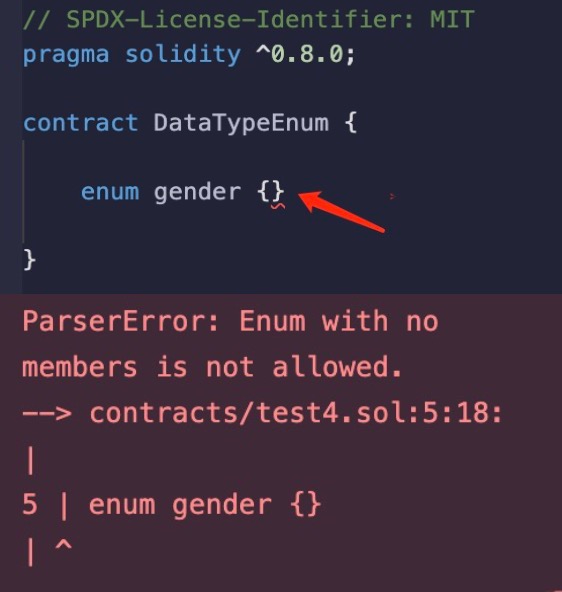 // SPDX-License-Identifier: MIT
pragma solidity ^0.8.0;
contract DataTypeEnum {
enum gender {}
}
ParserError: Enum with no
members is not allowed.
--> contracts/test4.sol:5:18:
|
5 | enum gender {}
| ^